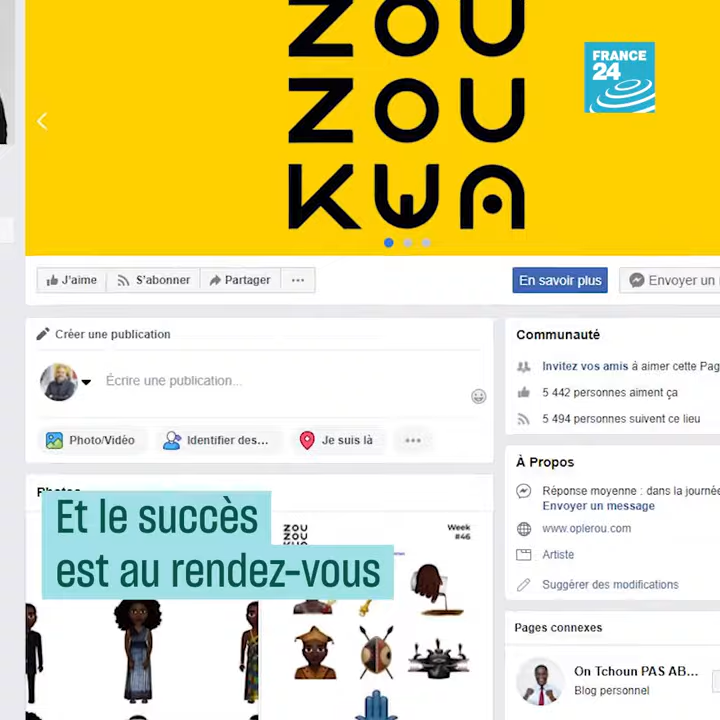 ZOU
ZOU
KWA
FRANCE
24
J'aime
S'abonner
Partager
En savoir plus
Envoyer un
Créer une publication
Écrire une publication...
Photo/Vidéo
Identifier des...
Je suis là
Communauté
Invitez vos amis à aimer cette Pag
5 442 personnes aiment ça
5 494 personnes suivent ce lieu
À Propos
Réponse moyenne : dans la journée
Envoyer un message
www.oplerou.com
Artiste
Suggérer des modifications
Pages connexes
On Tchoun PAS AB...
Blog personnel
Photos
Et le succès
est au rendez-vous
ZOU
ZOU
Week
#46